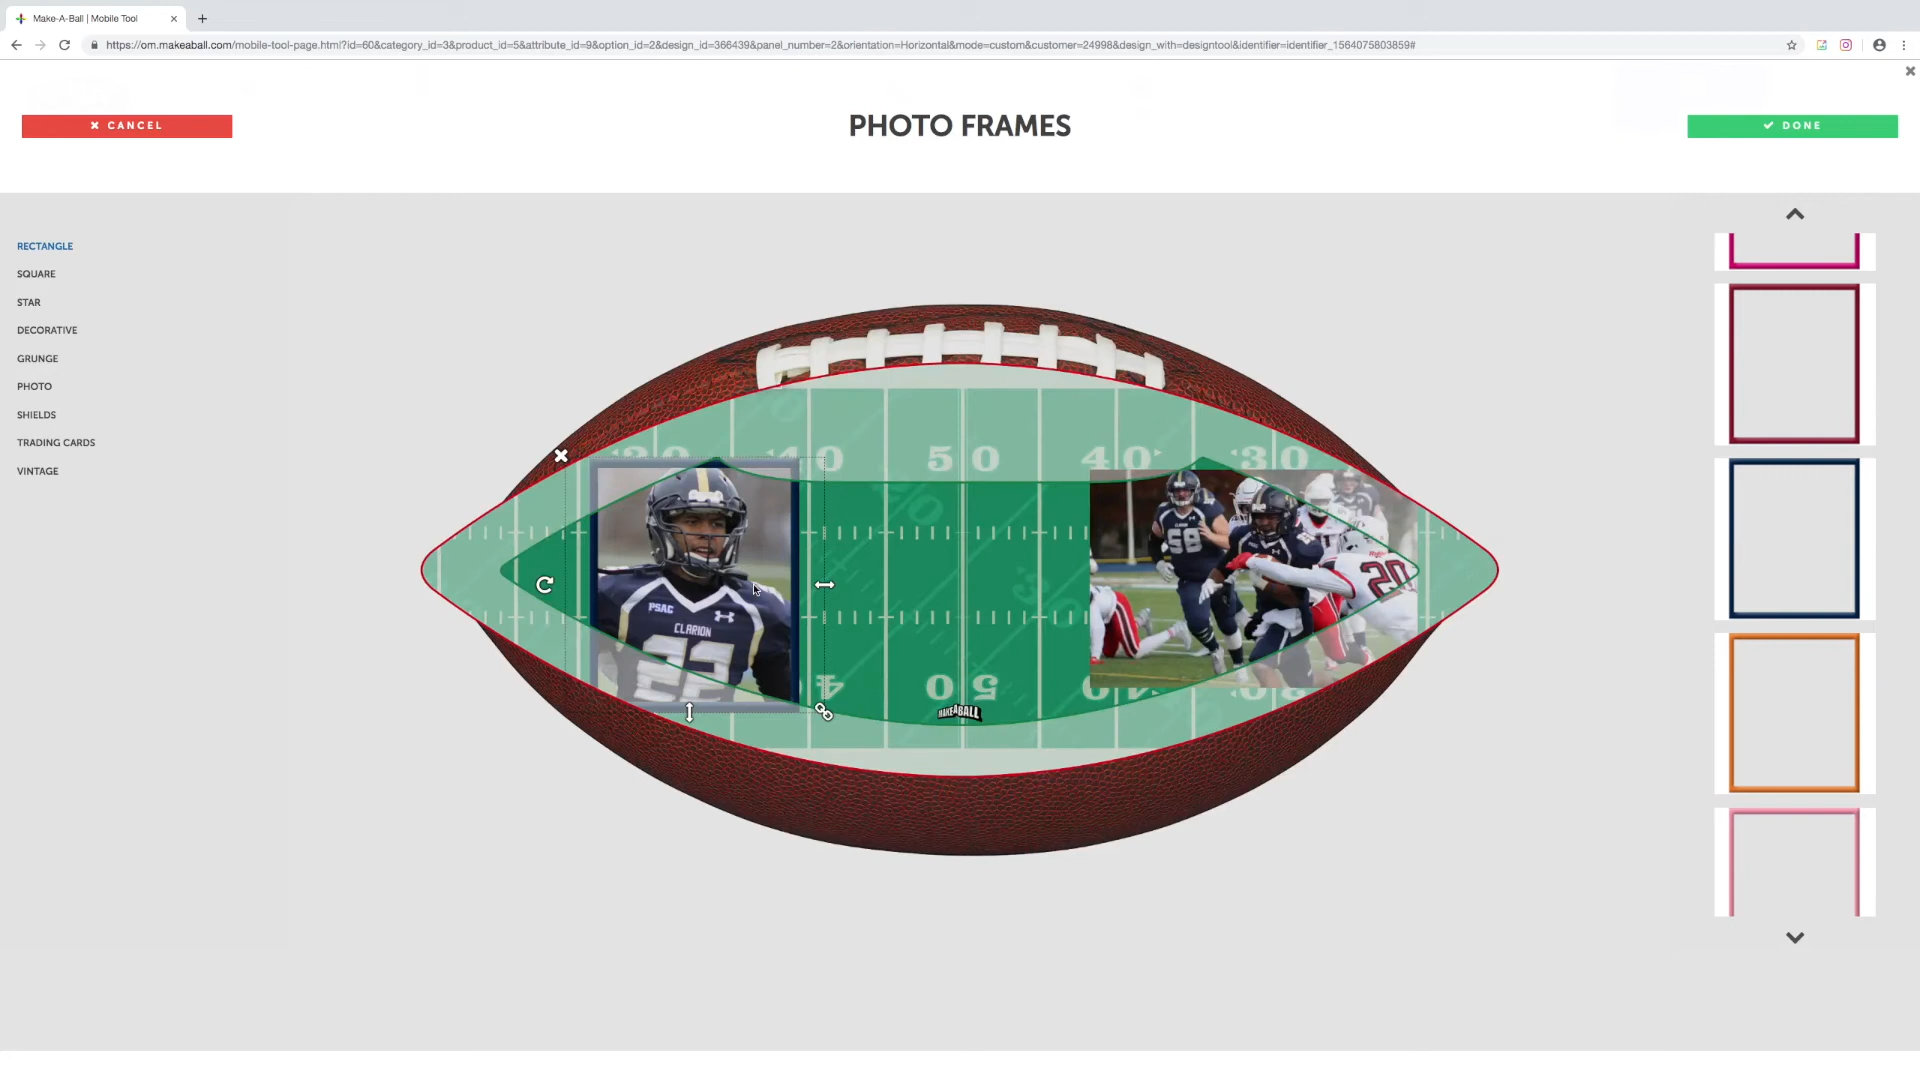 Make-A-Ball | Mobile Tool
https://om.makeaball.com/mobile-tool-page.html?id=60&category_id=3&product_id=5&attribute_id=9&option_id=2&design_id=366439&panel_number=2&orientation=Horizontal&mode=custom&customer=24998&design_with=designtool&identifier=identifier_1564075803859#
CANCEL
PHOTO FRAMES
DONE
RECTANGLE
SQUARE
STAR
DECORATIVE
GRUNGE
PHOTO
SHIELDS
TRADING CARDS
VINTAGE
50 40 30
58
20
PSAC
CLARION
22
MAKEABALL